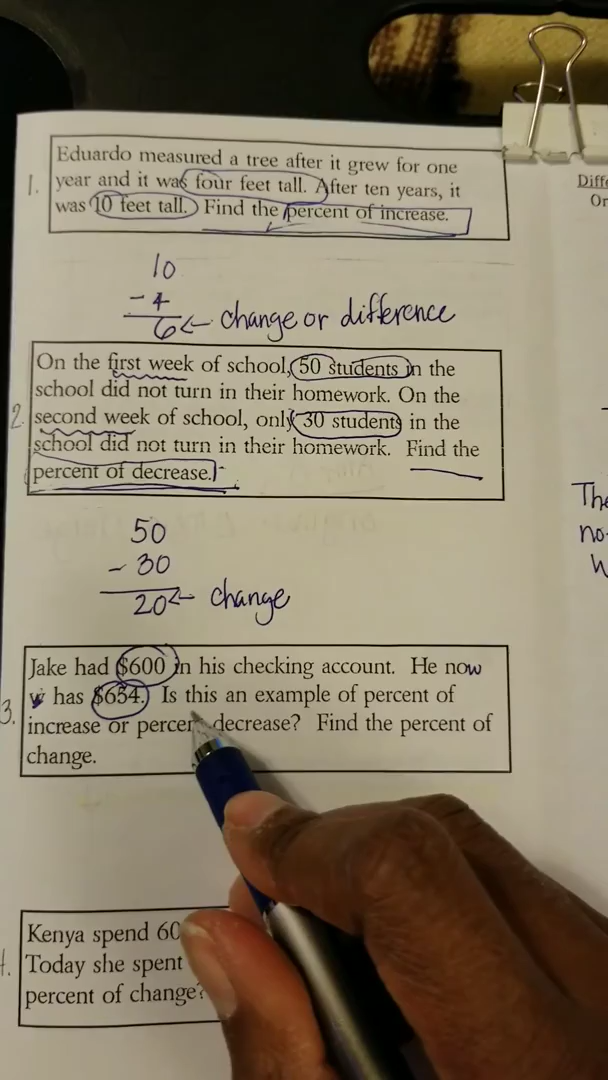 1.
Eduardo measured a tree after it grew for one
year and it was four feet tall. After ten years, it
was 10 feet tall. Find the percent of increase.
10
- 4
6 ← change or difference
2.
On the first week of school, 50 students in the
school did not turn in their homework. On the
second week of school, only 30 students in the
school did not turn in their homework. Find the
percent of decrease.
50
- 30
20 ← change
3.
Jake had $600 in his checking account. He now
has $654. Is this an example of percent of
increase or decrease? Find the percent of
change.
4.
Kenya spend 60
Today she spent
percent of change?
Diffe
Or
The
no